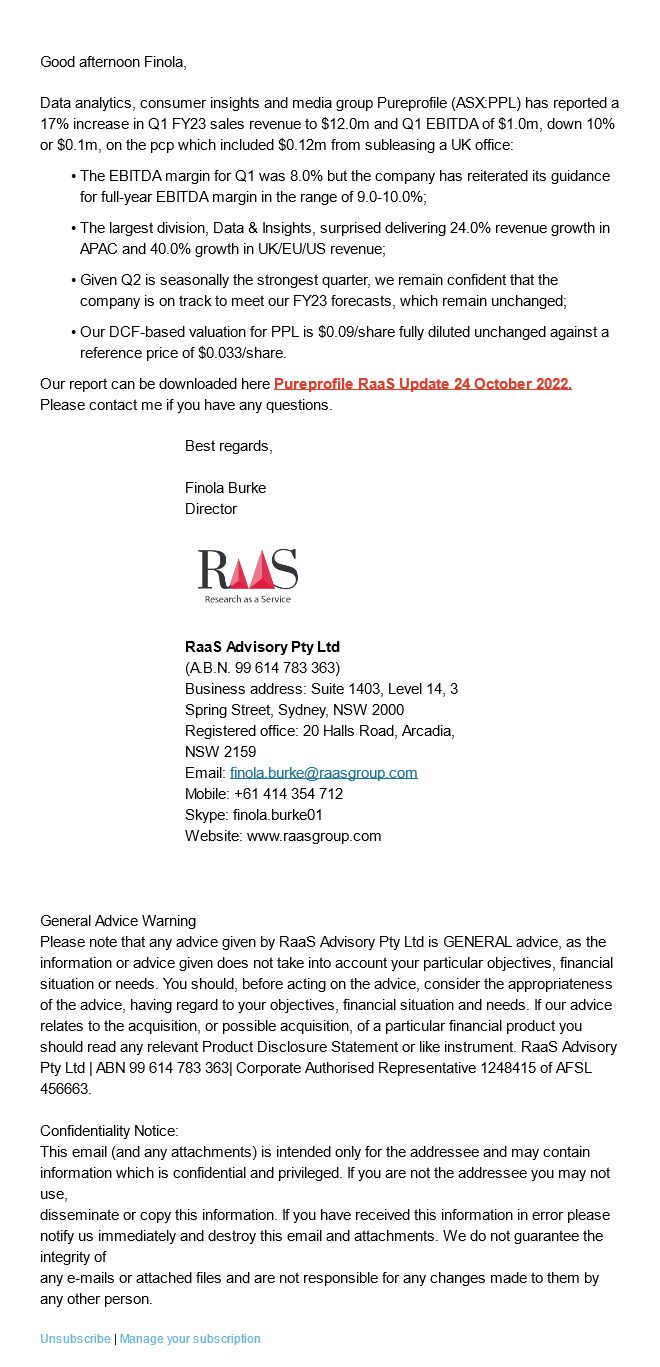 Good afternoon Finola,
Data analytics, consumer insights and media group Pureprofile (ASX:PPL) has reported a
17% increase in Q1 FY23 sales revenue to $12.0m and Q1 EBITDA of $1.0m, down 10%
or $0.1m, on the pcp which included $0.12m from subleasing a UK office:
• The EBITDA margin for Q1 was 8.0% but the company has reiterated its guidance
for full-year EBITDA margin in the range of 9.0-10.0%;
• The largest division, Data & Insights, surprised delivering 24.0% revenue growth in
APAC and 40.0% growth in UK/EU/US revenue;
• Given Q2 is seasonally the strongest quarter, we remain confident that the
company is on track to meet our FY23 forecasts, which remain unchanged;
• Our DCF-based valuation for PPL is $0.09/share fully diluted unchanged against a
reference price of $0.033/share.
Our report can be downloaded here Pureprofile RaaS Update 24 October 2022.
Please contact me if you have any questions.
Best regards,
Finola Burke
Director
RAAS
Research as a Service
RaaS Advisory Pty Ltd
(A.B.N. 99 614 783 363)
Business address: Suite 1403, Level 14, 3
Spring Street, Sydney, NSW 2000
Registered office: 20 Halls Road, Arcadia,
NSW 2159
Email: finola.burke@raasgroup.com
Mobile: +61 414 354 712
Skype: finola.burke01
Website: www.raasgroup.com
General Advice Warning
Please note that any advice given by RaaS Advisory Pty Ltd is GENERAL advice, as the
information or advice given does not take into account your particular objectives, financial
situation or needs. You should, before acting on the advice, consider the appropriateness
of the advice, having regard to your objectives, financial situation and needs. If our advice
relates to the acquisition, or possible acquisition, of a particular financial product you
should read any relevant Product Disclosure Statement or like instrument. RaaS Advisory
Pty Ltd | ABN 99 614 783 363| Corporate Authorised Representative 1248415 of AFSL
456663.
Confidentiality Notice:
This email (and any attachments) is intended only for the addressee and may contain
information which is confidential and privileged. If you are not the addressee you may not
use,
disseminate or copy this information. If you have received this information in error please
notify us immediately and destroy this email and attachments. We do not guarantee the
integrity of
any e-mails or attached files and are not responsible for any changes made to them by
any other person.
Unsubscribe | Manage your subscription